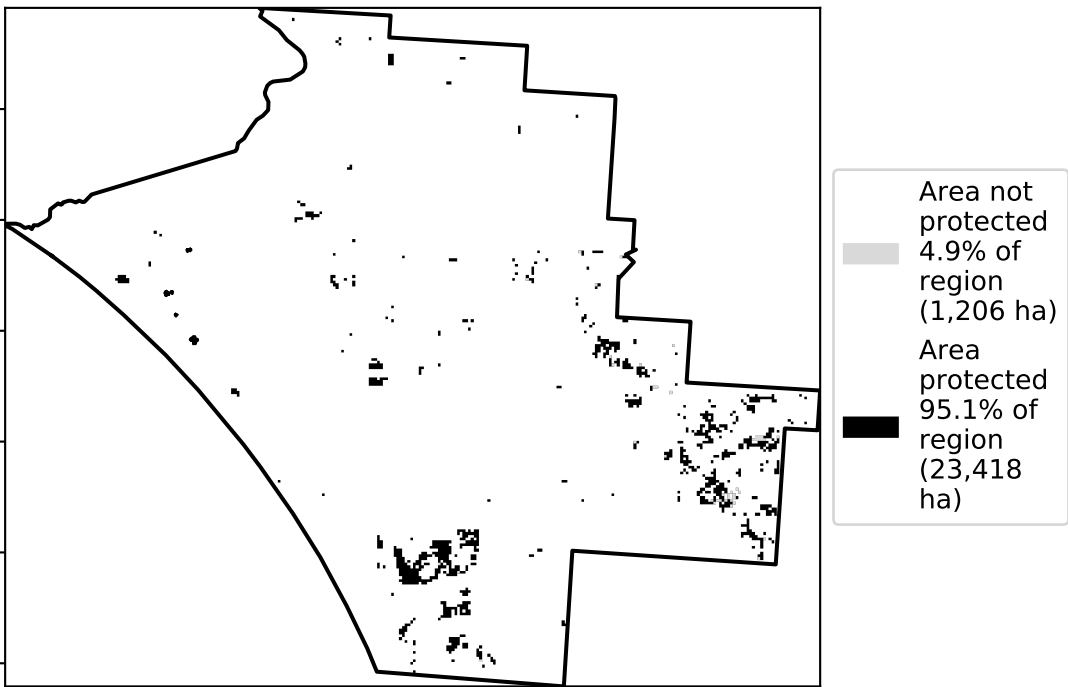 Area not
protected
4.9% of
region
(1,206 ha)
Area
protected
95.1% of
region
(23,418
ha)